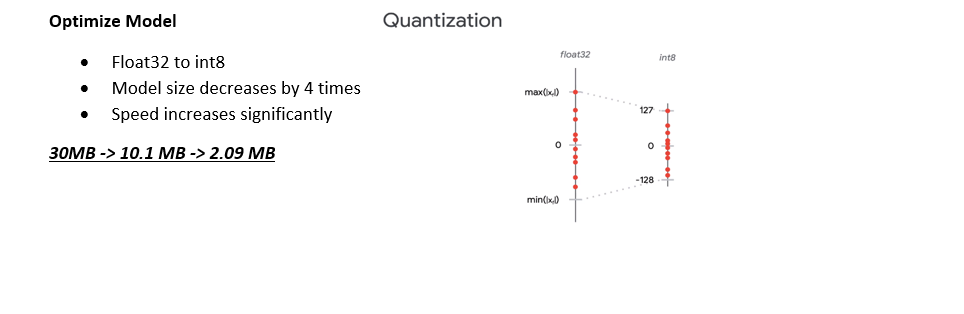 Optimize Model
Quantization
• Float32 to int8
• Model size decreases by 4 times
• Speed increases significantly
30MB -> 10.1 MB -> 2.09 MB
float32
int8
max(|xᵢ|)
127
0
0
-128
min(|xᵢ|)